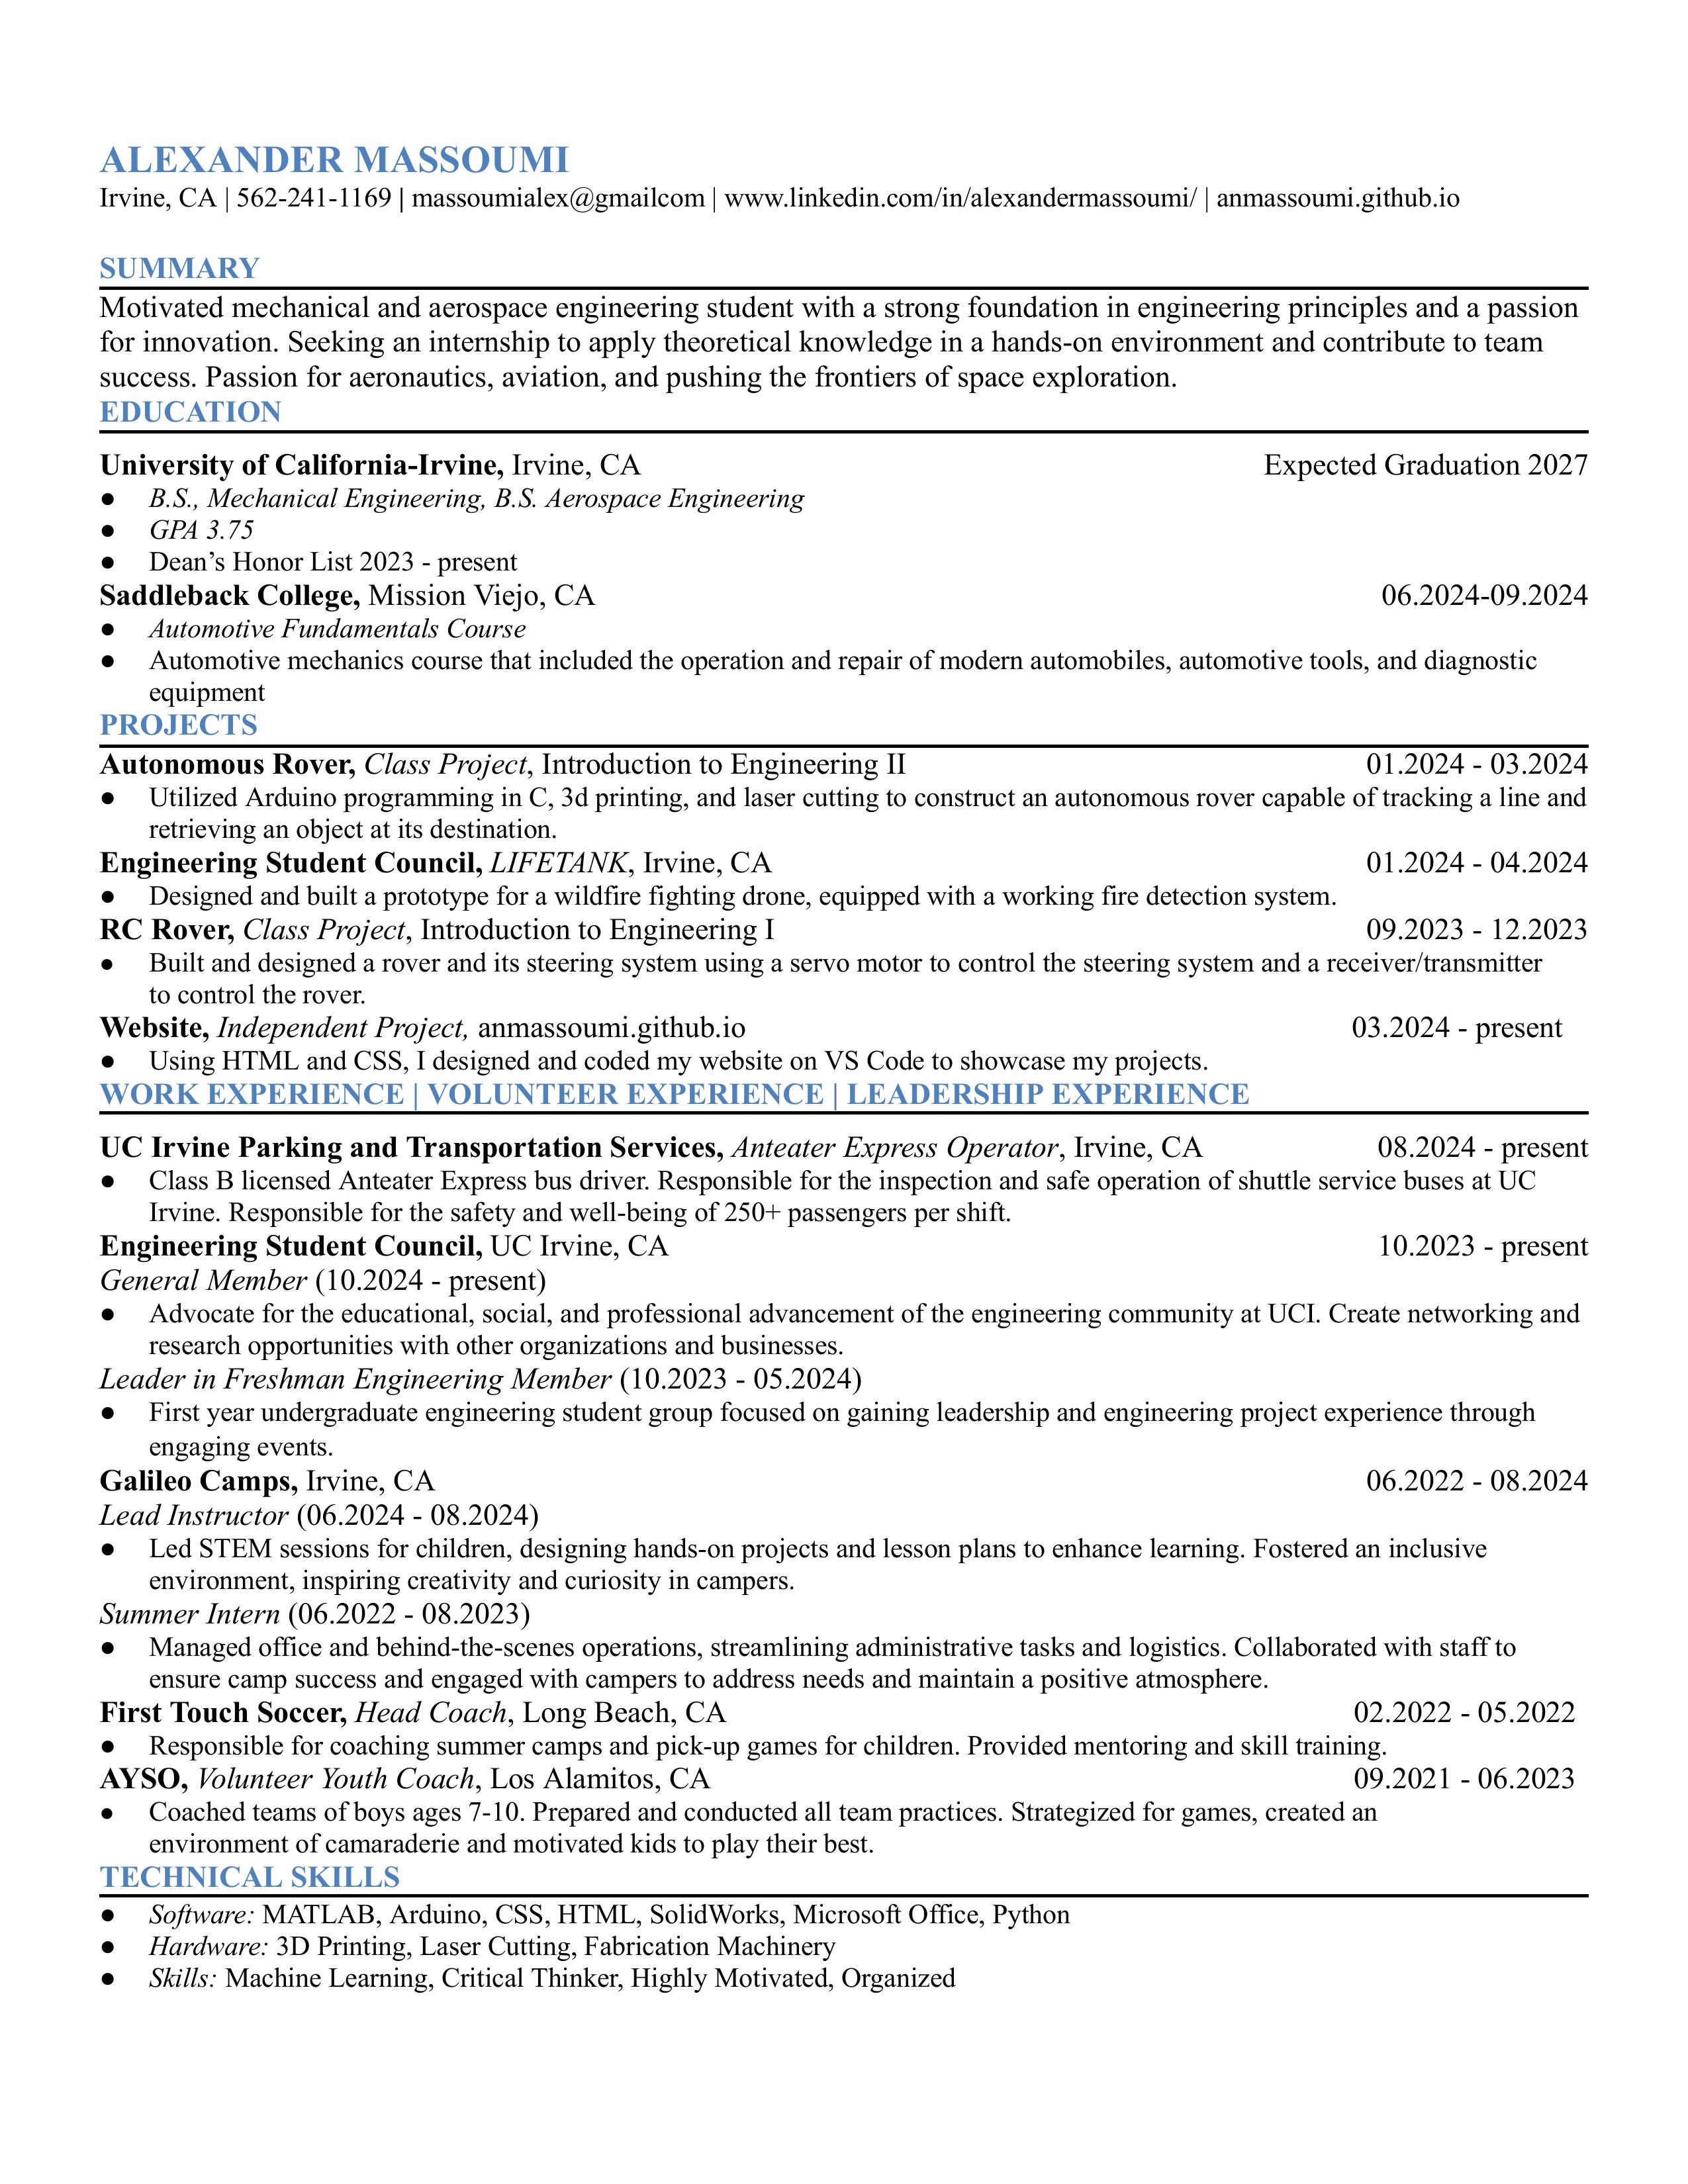 ALEXANDER MASSOUMI
Irvine, CA | 562-241-1169 | massoumialex@gmailcom | www.linkedin.com/in/alexandermassoumi/ | anmassoumi.github.io
SUMMARY
Motivated mechanical and aerospace engineering student with a strong foundation in engineering principles and a passion
for innovation. Seeking an internship to apply theoretical knowledge in a hands-on environment and contribute to team
success. Passion for aeronautics, aviation, and pushing the frontiers of space exploration.
EDUCATION
University of California-Irvine, Irvine, CA Expected Graduation 2027
● B.S., Mechanical Engineering, B.S. Aerospace Engineering
● GPA 3.75
● Dean’s Honor List 2023 - present
Saddleback College, Mission Viejo, CA 06.2024-09.2024
● Automotive Fundamentals Course
● Automotive mechanics course that included the operation and repair of modern automobiles, automotive tools, and diagnostic
equipment
PROJECTS
Autonomous Rover, Class Project, Introduction to Engineering II 01.2024 - 03.2024
● Utilized Arduino programming in C, 3d printing, and laser cutting to construct an autonomous rover capable of tracking a line and
retrieving an object at its destination.
Engineering Student Council, LIFETANK, Irvine, CA 01.2024 - 04.2024
● Designed and built a prototype for a wildfire fighting drone, equipped with a working fire detection system.
RC Rover, Class Project, Introduction to Engineering I 09.2023 - 12.2023
● Built and designed a rover and its steering system using a servo motor to control the steering system and a receiver/transmitter
to control the rover.
Website, Independent Project, anmassoumi.github.io 03.2024 - present
● Using HTML and CSS, I designed and coded my website on VS Code to showcase my projects.
WORK EXPERIENCE | VOLUNTEER EXPERIENCE | LEADERSHIP EXPERIENCE
UC Irvine Parking and Transportation Services, Anteater Express Operator, Irvine, CA 08.2024 - present
● Class B licensed Anteater Express bus driver. Responsible for the inspection and safe operation of shuttle service buses at UC
Irvine. Responsible for the safety and well-being of 250+ passengers per shift.
Engineering Student Council, UC Irvine, CA 10.2023 - present
General Member (10.2024 - present)
● Advocate for the educational, social, and professional advancement of the engineering community at UCI. Create networking and
research opportunities with other organizations and businesses.
Leader in Freshman Engineering Member (10.2023 - 05.2024)
● First year undergraduate engineering student group focused on gaining leadership and engineering project experience through
engaging events.
Galileo Camps, Irvine, CA 06.2022 - 08.2024
Lead Instructor (06.2024 - 08.2024)
● Led STEM sessions for children, designing hands-on projects and lesson plans to enhance learning. Fostered an inclusive
environment, inspiring creativity and curiosity in campers.
Summer Intern (06.2022 - 08.2023)
● Managed office and behind-the-scenes operations, streamlining administrative tasks and logistics. Collaborated with staff to
ensure camp success and engaged with campers to address needs and maintain a positive atmosphere.
First Touch Soccer, Head Coach, Long Beach, CA 02.2022 - 05.2022
● Responsible for coaching summer camps and pick-up games for children. Provided mentoring and skill training.
AYSO, Volunteer Youth Coach, Los Alamitos, CA 09.2021 - 06.2023
● Coached teams of boys ages 7-10. Prepared and conducted all team practices. Strategized for games, created an
environment of camaraderie and motivated kids to play their best.
TECHNICAL SKILLS
● Software: MATLAB, Arduino, CSS, HTML, SolidWorks, Microsoft Office, Python
● Hardware: 3D Printing, Laser Cutting, Fabrication Machinery
● Skills: Machine Learning, Critical Thinker, Highly Motivated, Organized